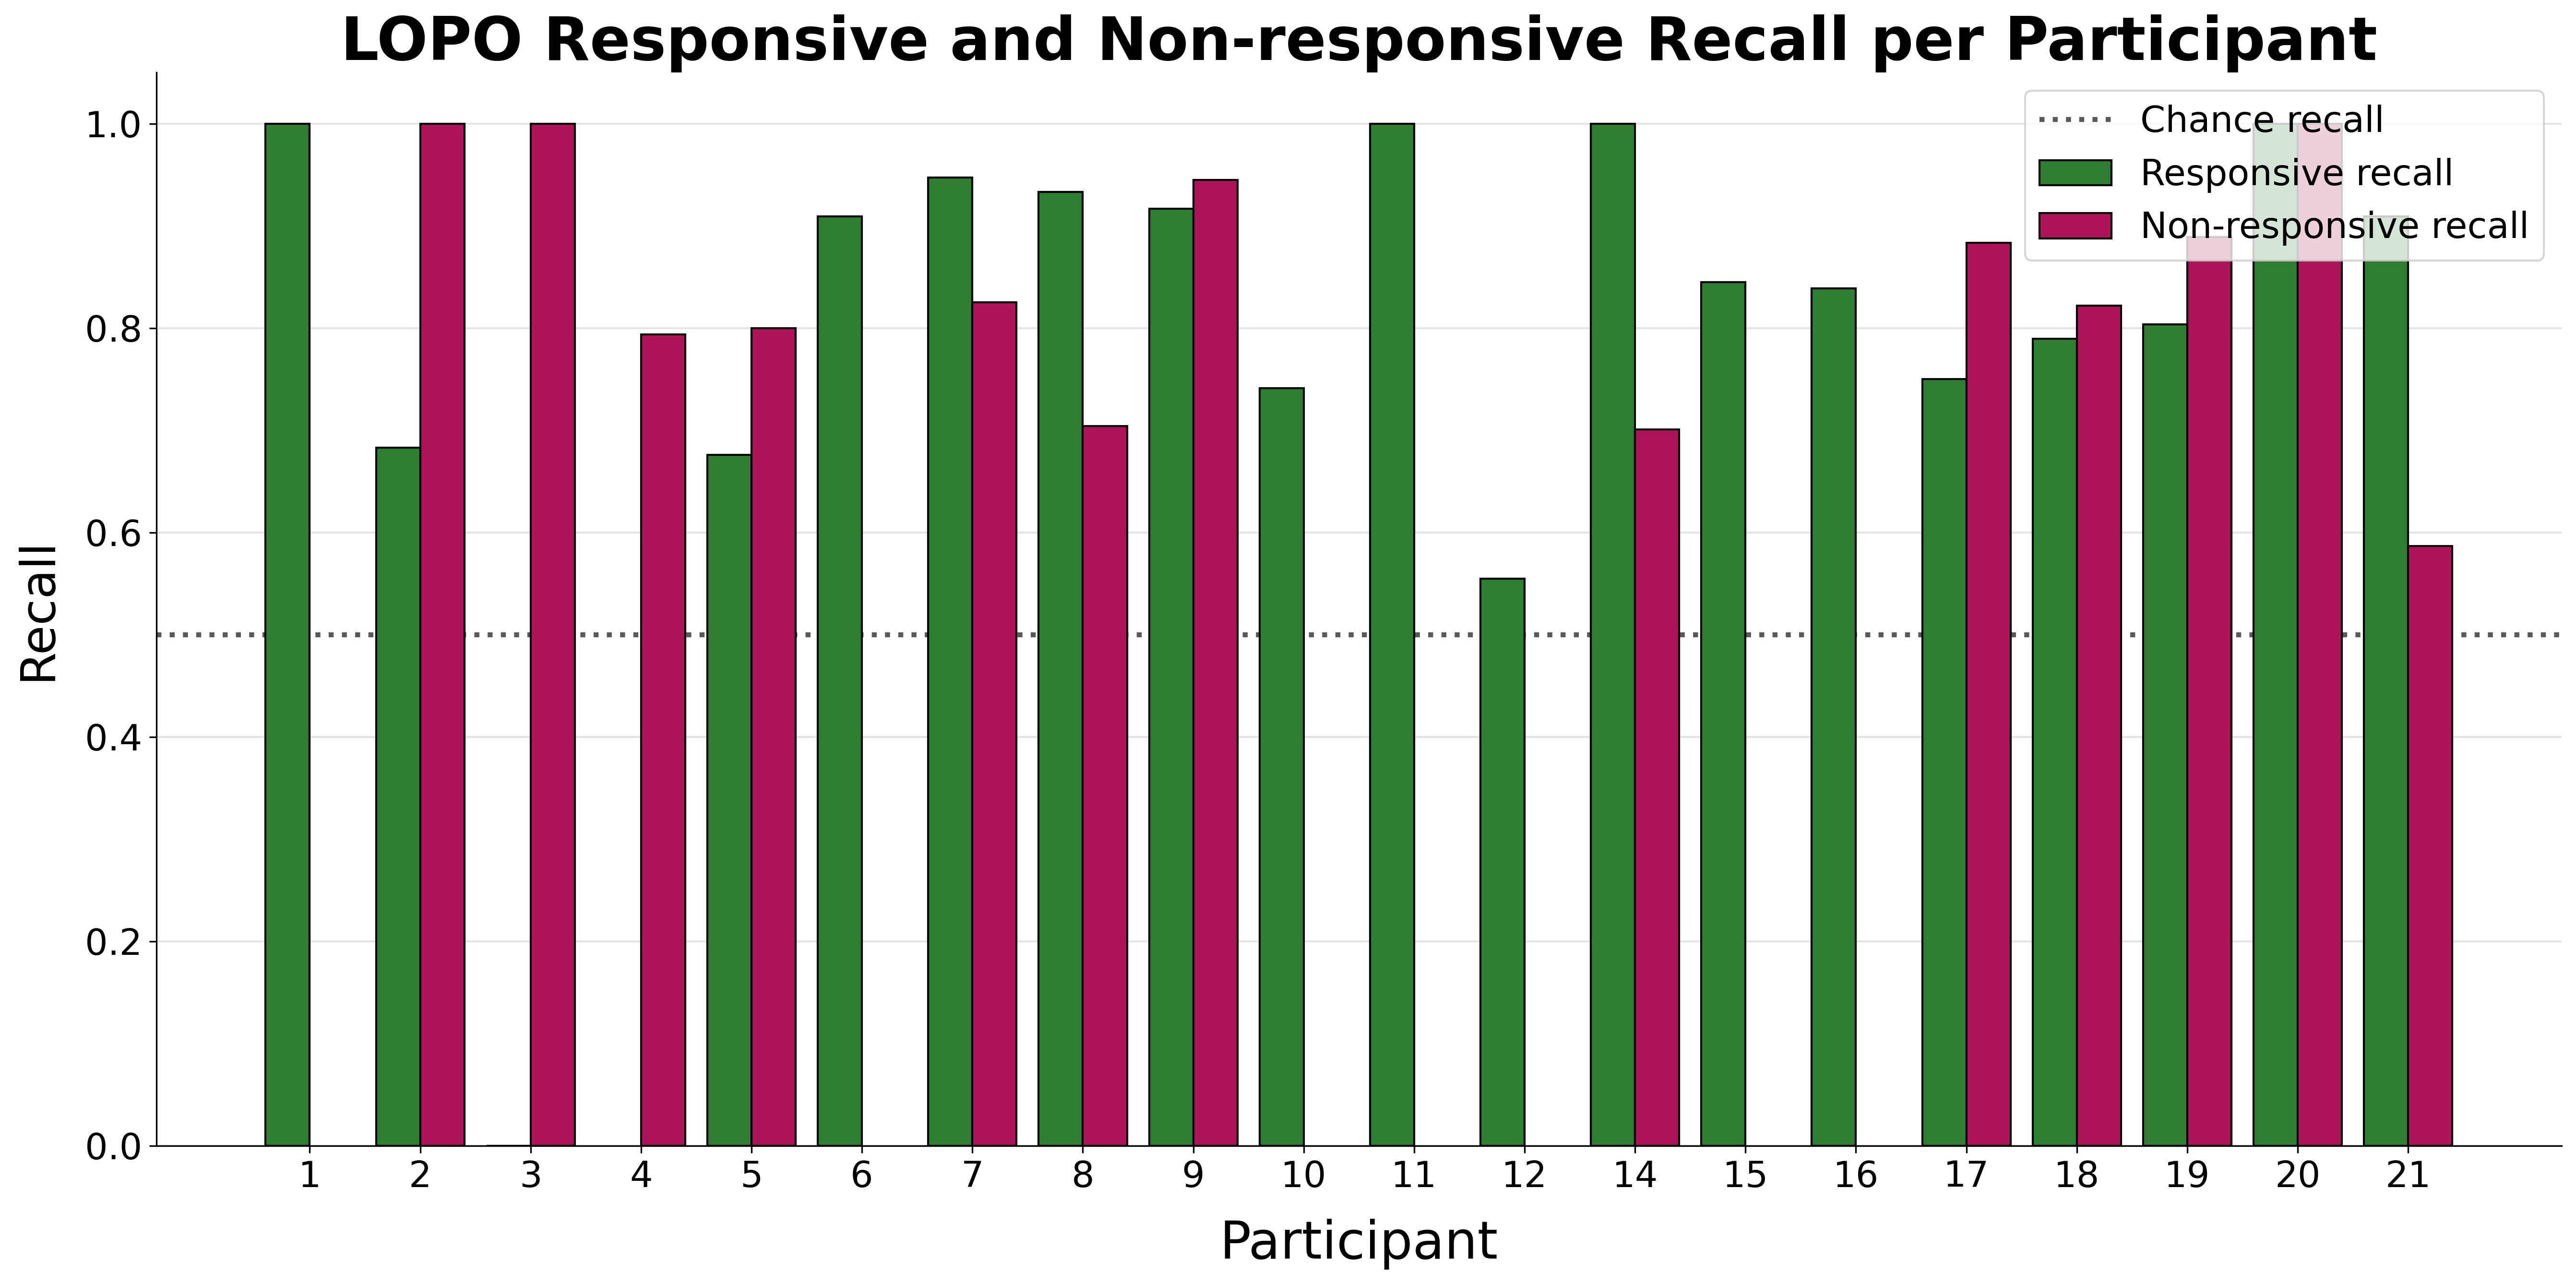 LOPO Responsive and Non-responsive Recall per Participant
Chance recall
Responsive recall
Non-responsive recall
Recall
1.0
0.8
0.6
0.4
0.2
0.0
1 2 3 4 5 6 7 8 9 10 11 12 14 15 16 17 18 19 20 21
Participant